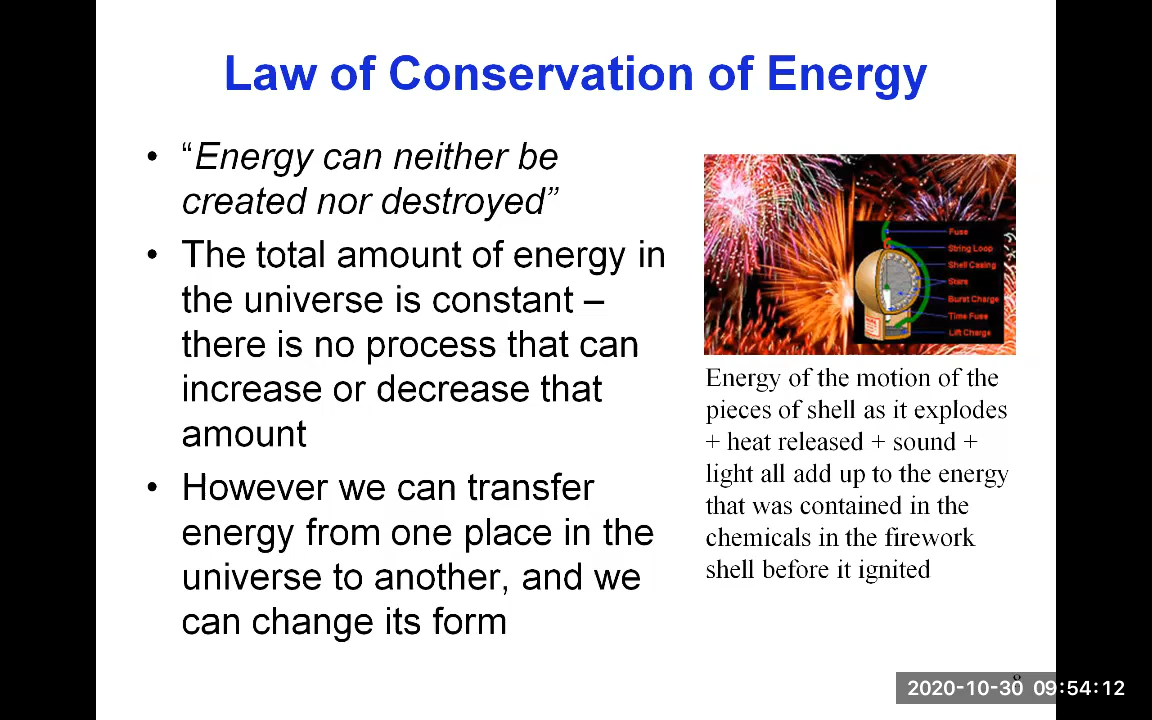 Law of Conservation of Energy
• “Energy can neither be
created nor destroyed”
• The total amount of energy in
the universe is constant –
there is no process that can
increase or decrease that
amount
• However we can transfer
energy from one place in the
universe to another, and we
can change its form
Fuse
String Loop
Shell Casing
Stars
Burst Charge
Time Fuse
Lift Charge
Energy of the motion of the
pieces of shell as it explodes
+ heat released + sound +
light all add up to the energy
that was contained in the
chemicals in the firework
shell before it ignited
2020-10-30 09:54:12